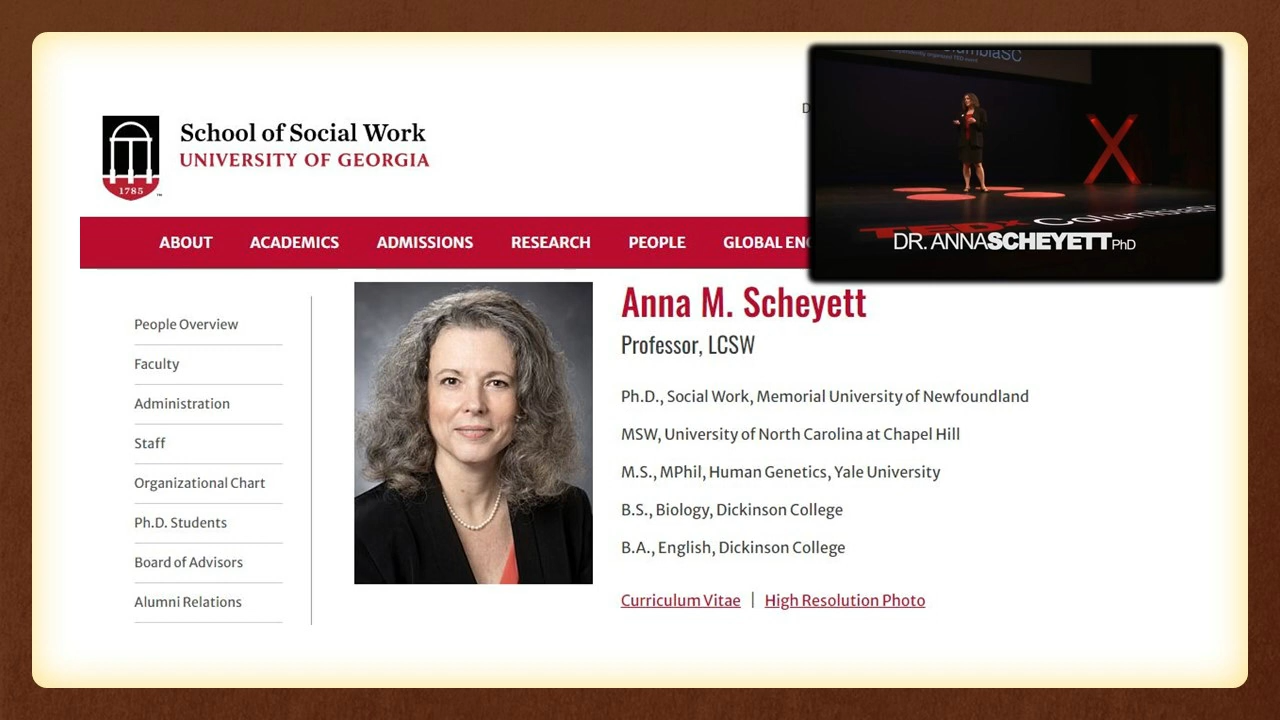 School of Social Work
UNIVERSITY OF GEORGIA
1785
ABOUT ACADEMICS ADMISSIONS RESEARCH PEOPLE GLOBAL
TEDx
DR. ANNASCHEYETT PhD
People Overview
Faculty
Administration
Staff
Organizational Chart
Ph.D. Students
Board of Advisors
Alumni Relations
Anna M. Scheyett
Professor, LCSW
Ph.D., Social Work, Memorial University of Newfoundland
MSW, University of North Carolina at Chapel Hill
M.S., MPhil, Human Genetics, Yale University
B.S., Biology, Dickinson College
B.A., English, Dickinson College
Curriculum Vitae | High Resolution Photo